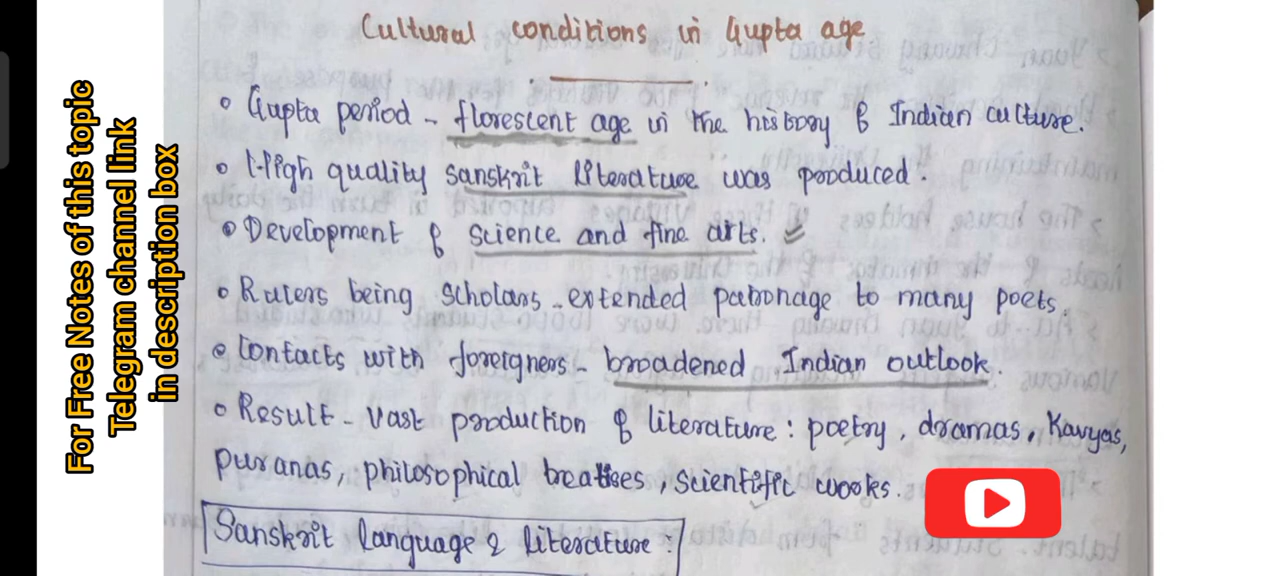 Cultural conditions in Gupta age
• Gupta period - florescent age in the history of Indian culture.
• High quality sanskrit literature was produced.
• Development of science and fine arts.
• Rulers being scholars - extended patronage to many poets.
• Contacts with foreigners - broadened Indian outlook.
• Result - Vast production of literature: poetry, dramas, Kavyas,
puranas, philosophical treatises, scientific works.
Sanskrit language & literature:
For Free Notes of this topic
Telegram channel link
in description box